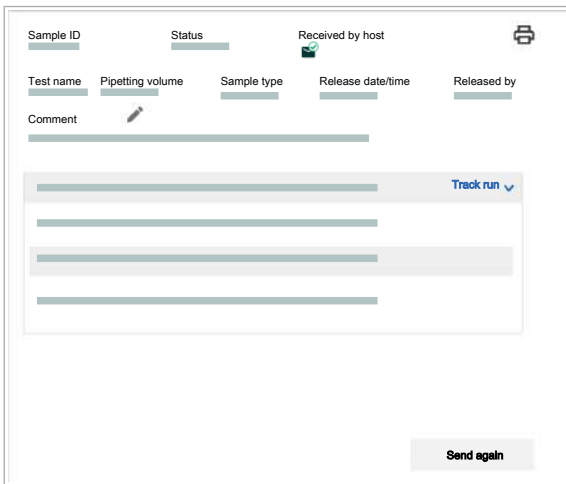 Sample ID Status Received by host
Test name Pipetting volume Sample type Release date/time Released by
Comment
Track run
Send again